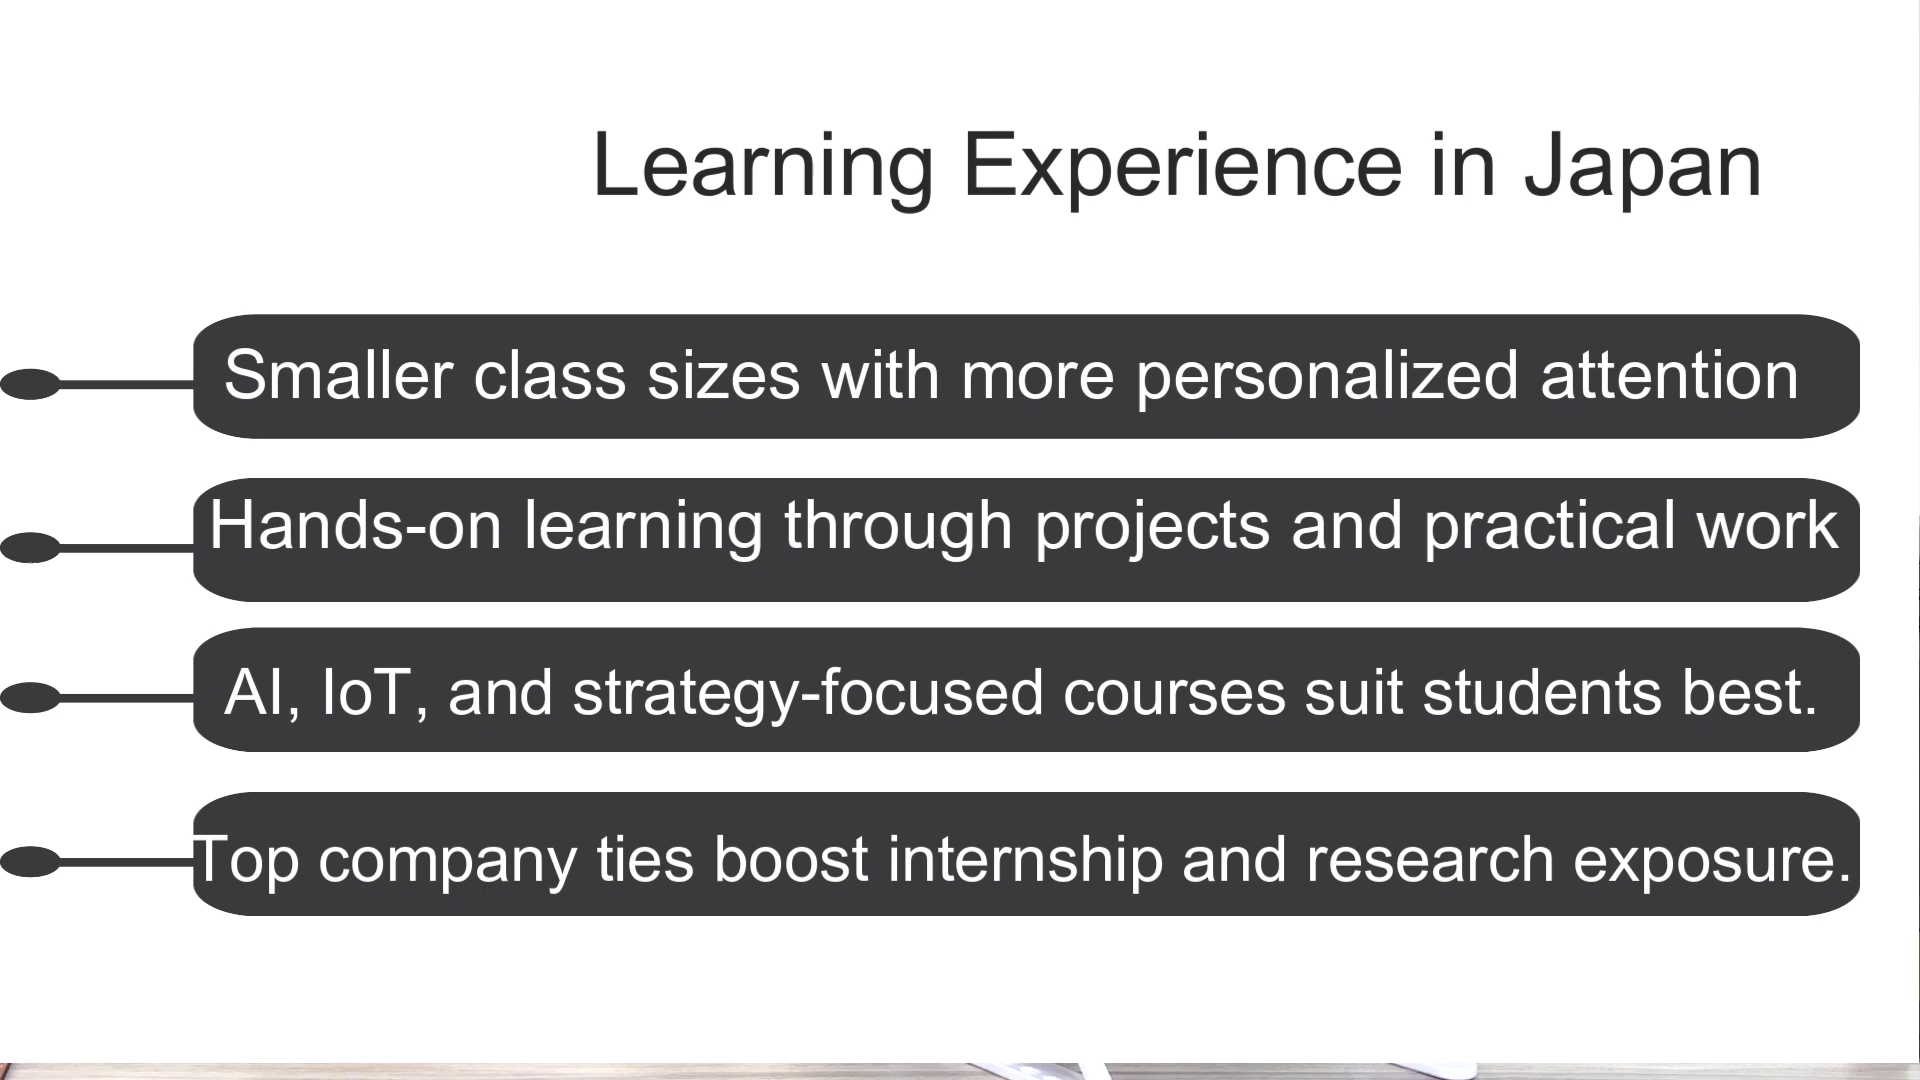 Learning Experience in Japan
Smaller class sizes with more personalized attention
Hands-on learning through projects and practical work
AI, IoT, and strategy-focused courses suit students best.
Top company ties boost internship and research exposure.